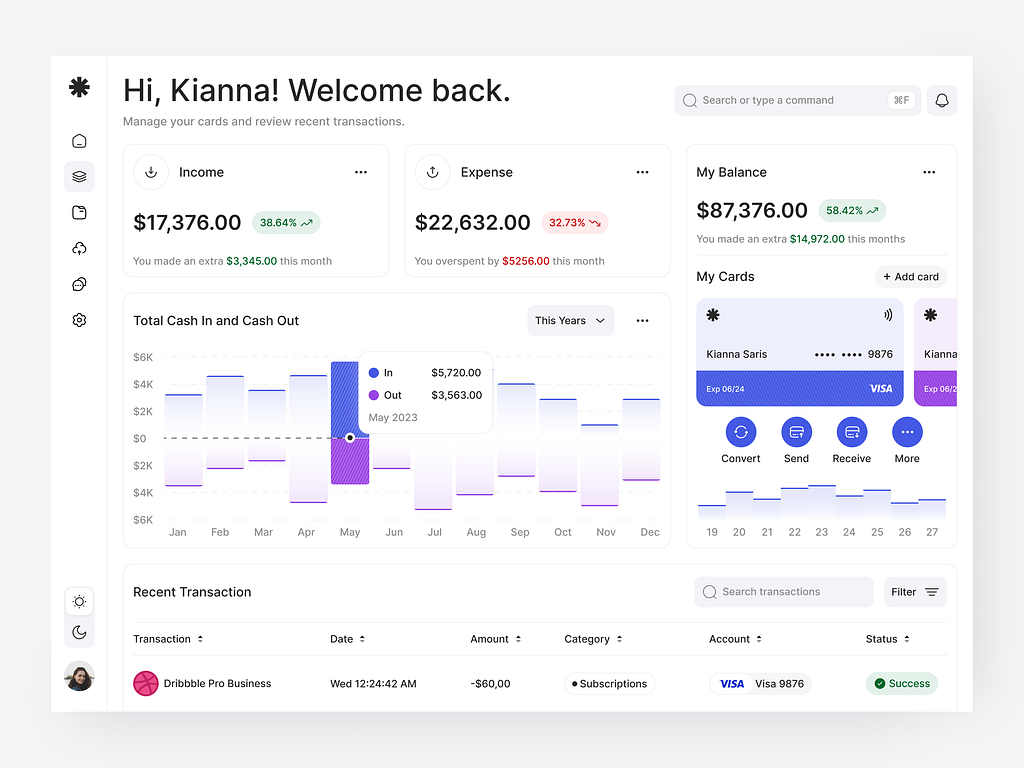 Hi, Kianna! Welcome back.
Manage your cards and review recent transactions.
Search or type a command ⌘F
Income
$17,376.00 38.64%
You made an extra $3,345.00 this month
Expense
$22,632.00 32.73%
You overspent by $5256.00 this month
My Balance
$87,376.00 58.42%
You made an extra $14,972.00 this months
My Cards + Add card
Kianna Saris •••• •••• 9876
Exp 06/24 VISA
Kianna
Exp 06/2
Convert Send Receive More
19 20 21 22 23 24 25 26 27
Total Cash In and Cash Out This Years
$6K
$4K
$2K
$0
$2K
$4K
$6K
In $5,720.00
Out $3,563.00
May 2023
Jan Feb Mar Apr May Jun Jul Aug Sep Oct Nov Dec
Recent Transaction Search transactions Filter
Transaction Date Amount Category Account Status
Dribbble Pro Business Wed 12:24:42 AM -$60,00 Subscriptions VISA Visa 9876 Success